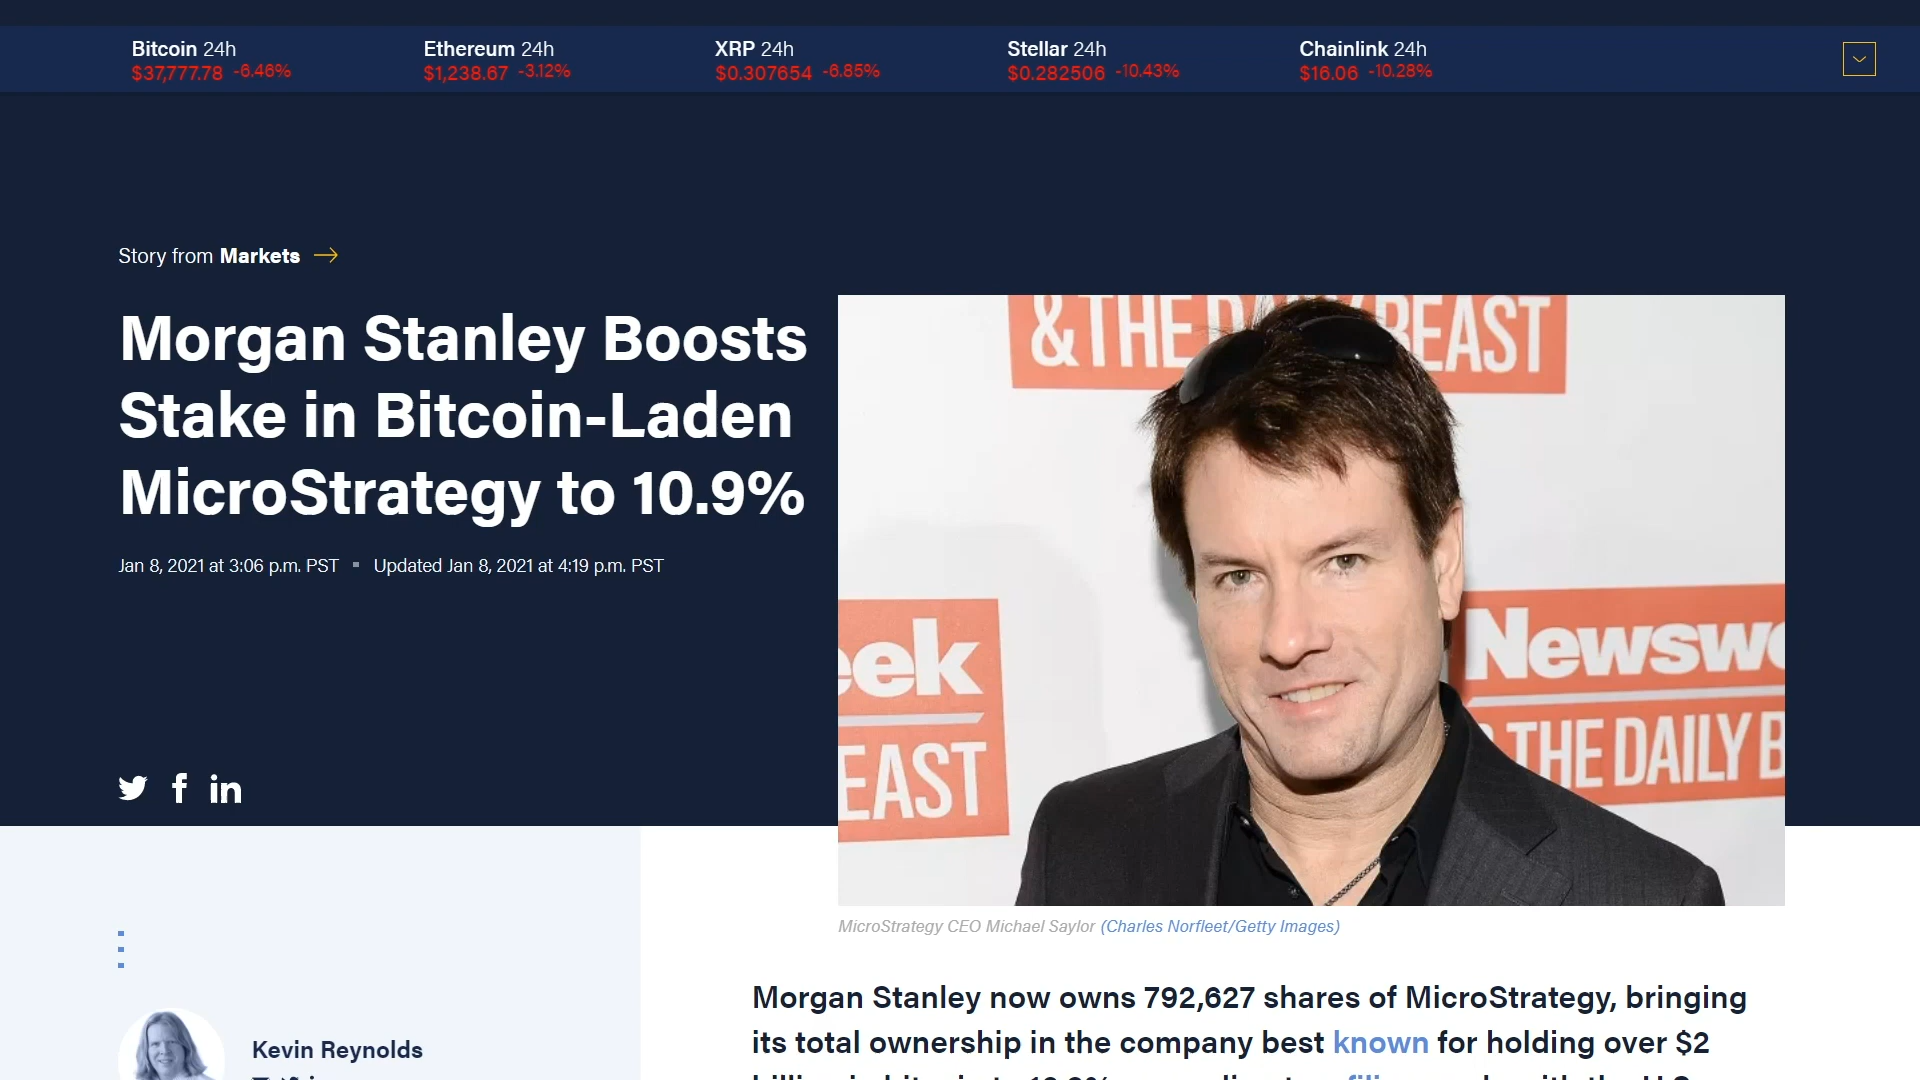 Bitcoin 24h
$37,777.78 -6.46%
Ethereum 24h
$1,238.67 -3.12%
XRP 24h
$0.307654 -6.85%
Stellar 24h
$0.282506 -10.43%
Chainlink 24h
$16.06 -10.28%
Story from Markets
Morgan Stanley Boosts
Stake in Bitcoin-Laden
MicroStrategy to 10.9%
Jan 8, 2021 at 3:06 p.m. PST ▪ Updated Jan 8, 2021 at 4:19 p.m. PST
& THE DAILY BEAST
eek
EAST
Newswe
THE DAILY B
MicroStrategy CEO Michael Saylor (Charles Norfleet/Getty Images)
Morgan Stanley now owns 792,627 shares of MicroStrategy, bringing
its total ownership in the company best known for holding over $2
Kevin Reynolds